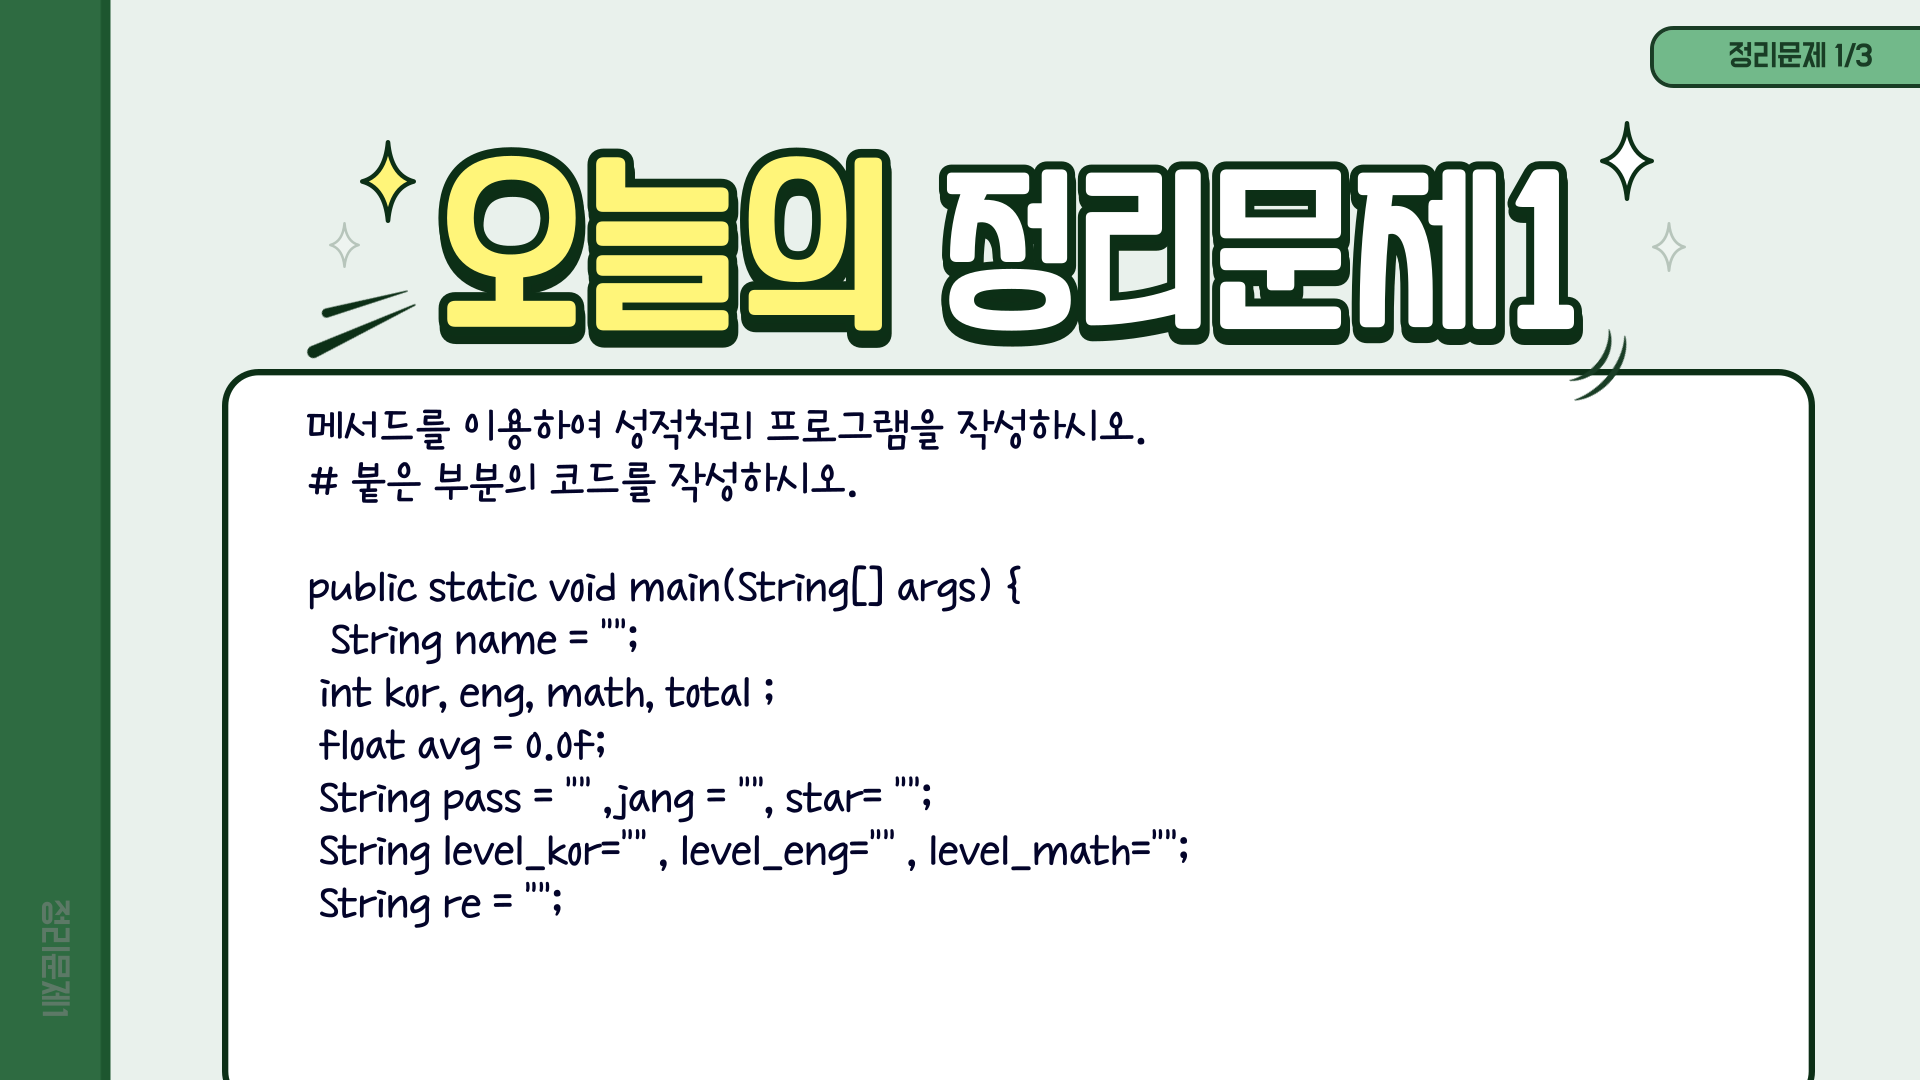 정리문제 1/3
오늘의 정리문제1
메서드를 이용하여 성적처리 프로그램을 작성하시오.
# 붙은 부분의 코드를 작성하시오.
public static void main(String[] args) {
String name = "";
int kor, eng, math, total ;
float avg = 0.0f;
String pass = "" ,jang = "", star= "";
String level_kor="" , level_eng="" , level_math="";
String re = "";
정리문제1